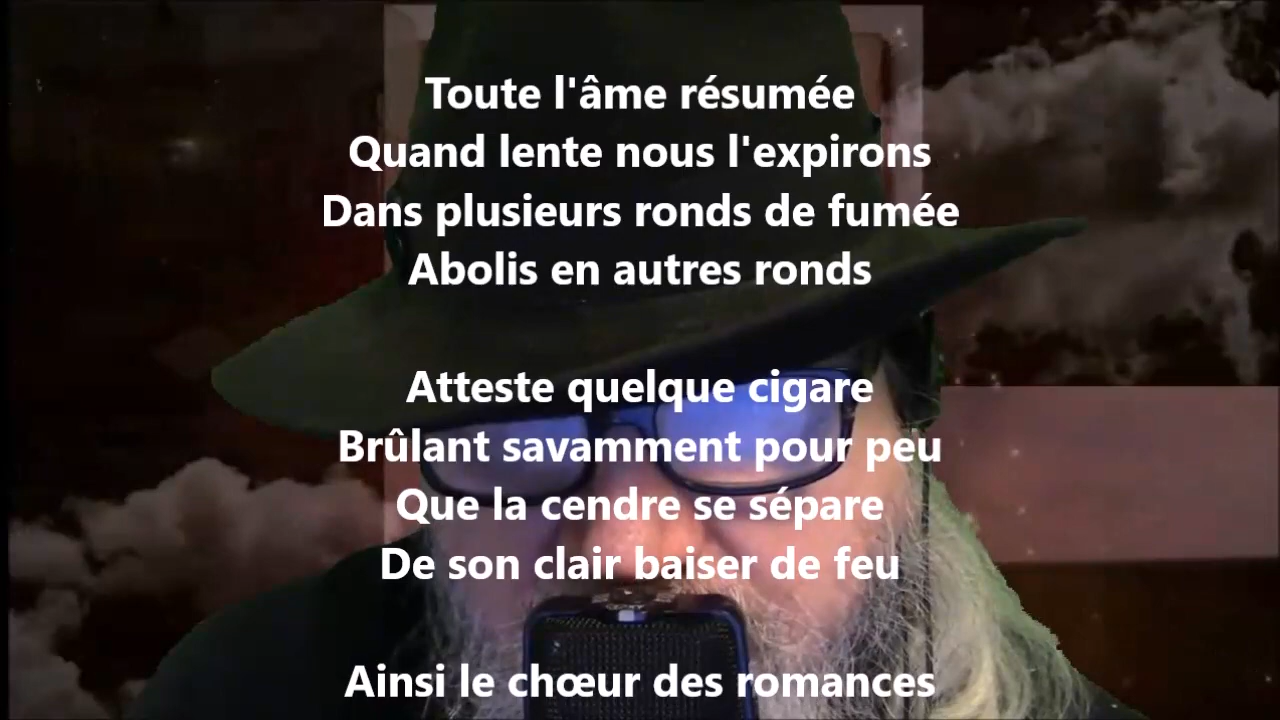 Toute l'âme résumée
Quand lente nous l'expirons
Dans plusieurs ronds de fumée
Abolis en autres ronds
Atteste quelque cigare
Brûlant savamment pour peu
Que la cendre se sépare
De son clair baiser de feu
Ainsi le chœur des romances